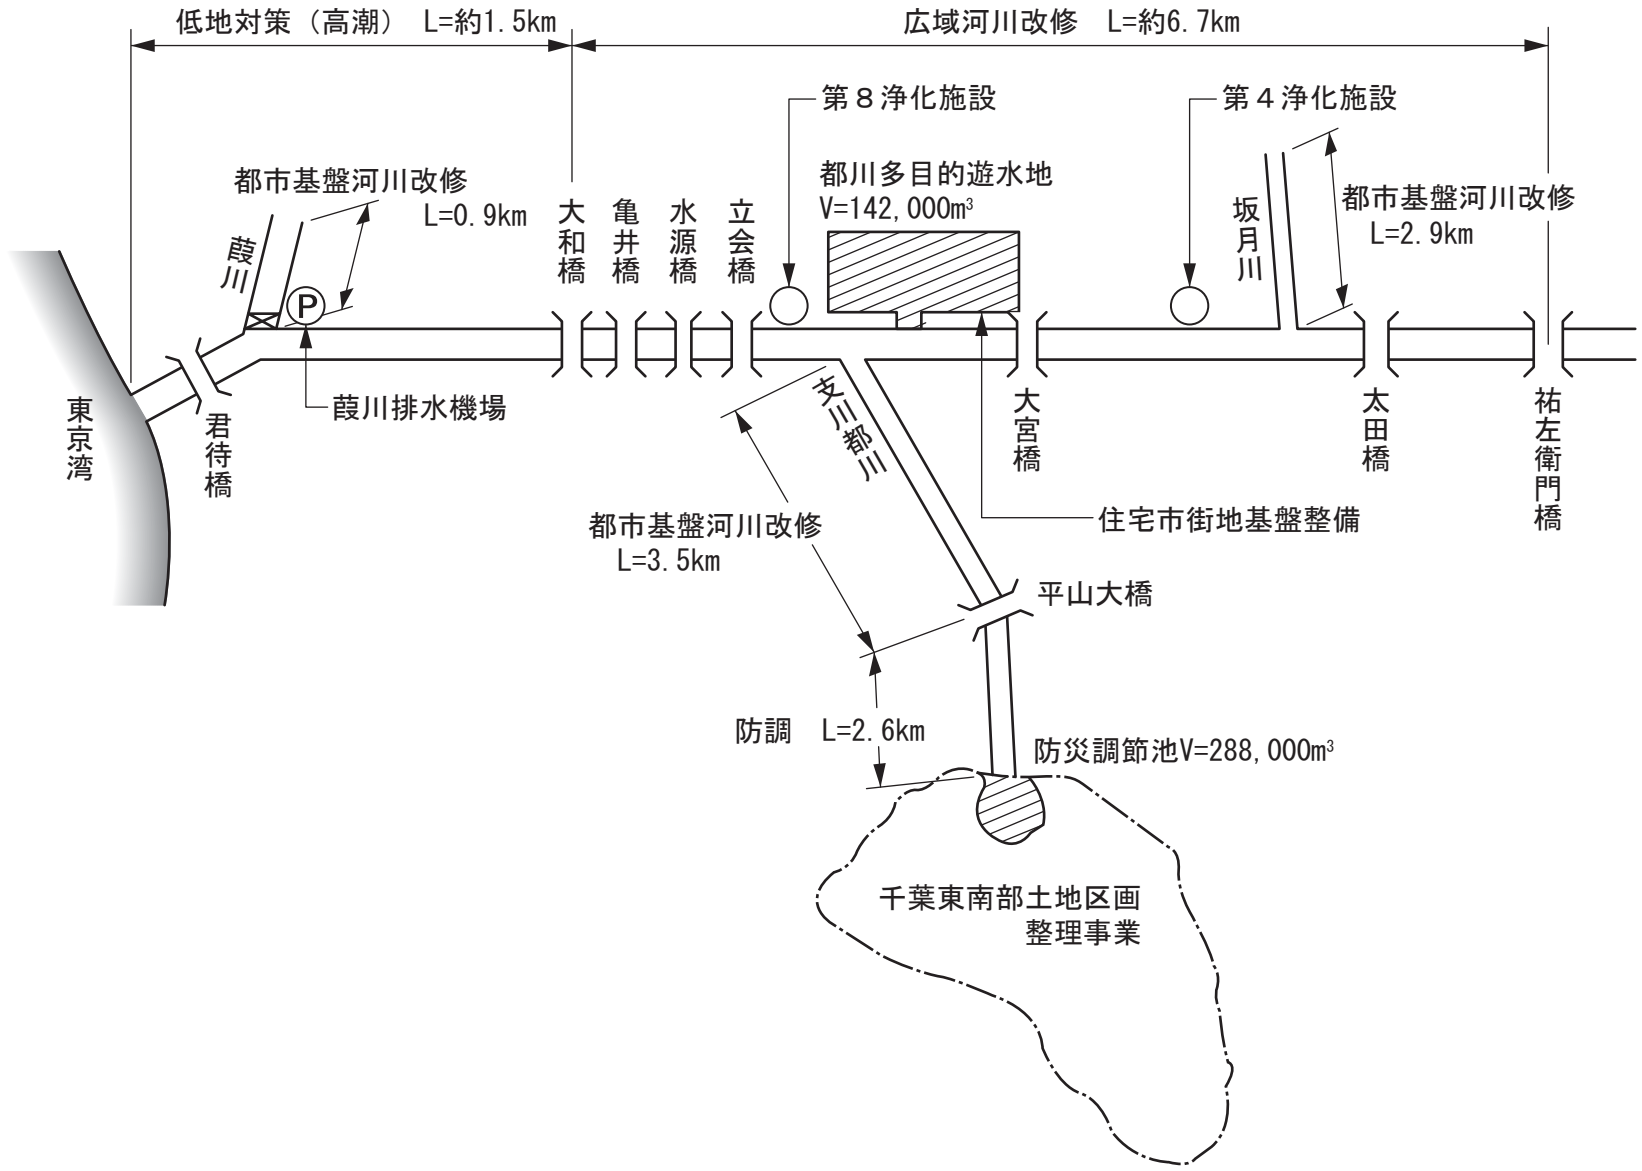 低地対策（高潮） L=約1.5km
広域河川改修 L=約6.7km
第８浄化施設
第４浄化施設
都市基盤河川改修
L=0.9km
葭川
P
大和橋
亀井橋
水源橋
立会橋
都川多目的遊水地
V=142,000m³
坂月川
都市基盤河川改修
L=2.9km
東京湾
君待橋
葭川排水機場
支川都川
大宮橋
太田橋
祐左衛門橋
都市基盤河川改修
L=3.5km
住宅市街地基盤整備
平山大橋
防調 L=2.6km
防災調節池V=288,000m³
千葉東南部土地区画
整理事業